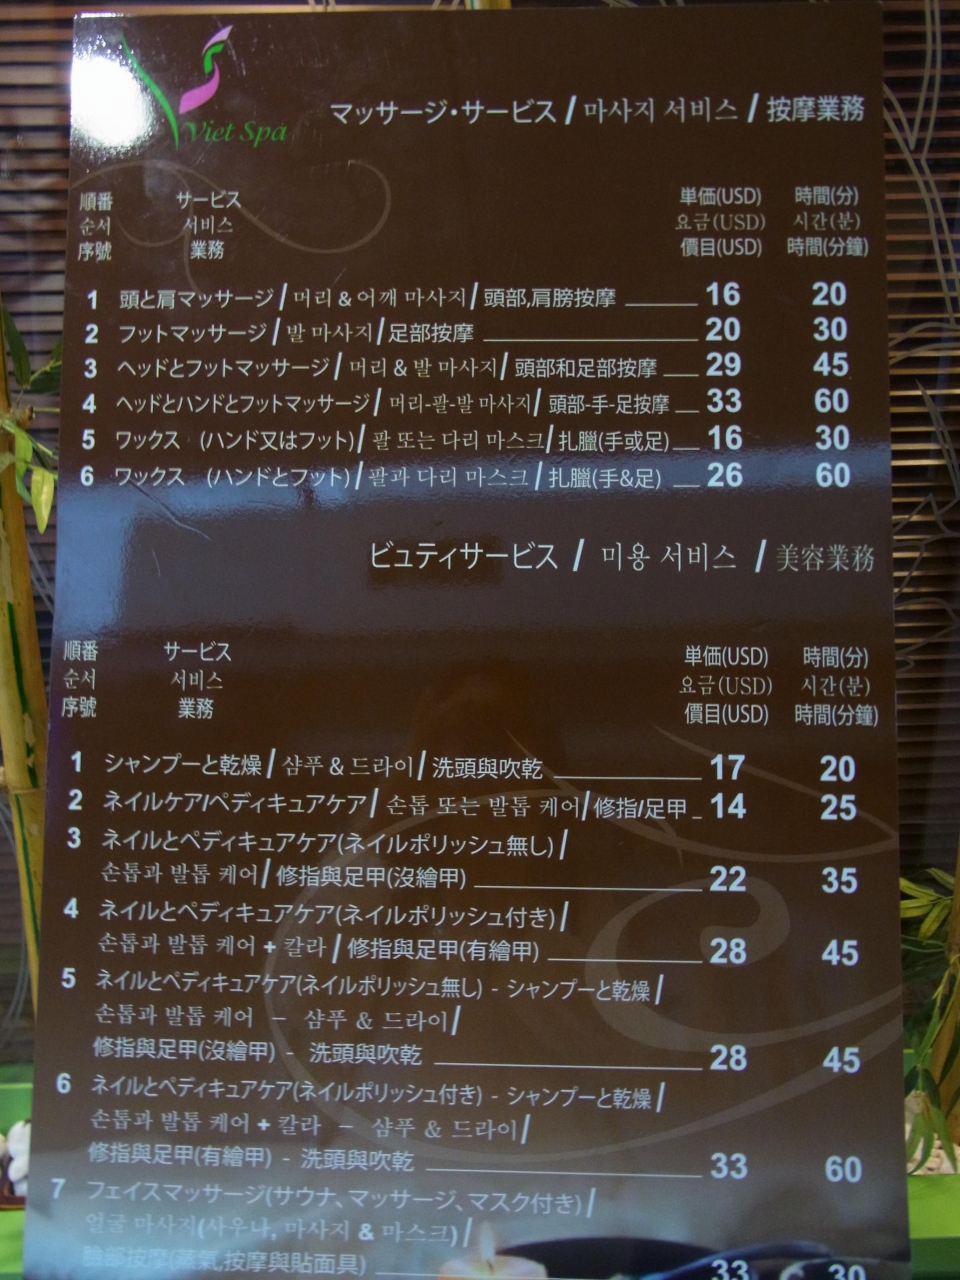 Viet Spa
マッサージ・サービス / 마사지 서비스 / 按摩業務
順番 サービス 単価(USD) 時間(分)
순서 서비스 요금(USD) 시간(분)
序號 業務 價目(USD) 時間(分鐘)
1 頭と肩マッサージ / 머리 & 어깨 마사지 / 頭部,肩膀按摩 16 20
2 フットマッサージ / 발 마사지 / 足部按摩 20 30
3 ヘッドとフットマッサージ / 머리 & 발 마사지 / 頭部和足部按摩 29 45
4 ヘッドとハンドとフットマッサージ / 머리-팔-발 마사지 / 頭部-手-足按摩 33 60
5 ワックス (ハンド又はフット) / 팔 또는 다리 마스크 / 扎臘(手或足) 16 30
6 ワックス (ハンドとフット) / 팔과 다리 마스크 / 扎臘(手&足) 26 60
ビュティサービス / 미용 서비스 / 美容業務
順番 サービス 単価(USD) 時間(分)
순서 서비스 요금(USD) 시간(분)
序號 業務 價目(USD) 時間(分鐘)
1 シャンプーと乾燥 / 샴푸 & 드라이 / 洗頭與吹乾 17 20
2 ネイルケア/ペディキュアケア / 손톱 또는 발톱 케어 / 修指/足甲 14 25
3 ネイルとペディキュアケア(ネイルポリッシュ無し) /
손톱과 발톱 케어 / 修指與足甲(沒繪甲) 22 35
4 ネイルとペディキュアケア(ネイルポリッシュ付き) /
손톱과 발톱 케어 + 칼라 / 修指與足甲(有繪甲) 28 45
5 ネイルとペディキュアケア(ネイルポリッシュ無し) - シャンプーと乾燥 /
손톱과 발톱 케어 - 샴푸 & 드라이 /
修指與足甲(沒繪甲) - 洗頭與吹乾 28 45
6 ネイルとペディキュアケア(ネイルポリッシュ付き) - シャンプーと乾燥 /
손톱과 발톱 케어 + 칼라 - 샴푸 & 드라이 /
修指與足甲(有繪甲) - 洗頭與吹乾 33 60
7 フェイスマッサージ(サウナ、マッサージ、マスク付き) /
얼굴 마사지(사우나, 마사지 & 마스크) /
臉部按摩(蒸氣,按摩與貼面具) 33 30